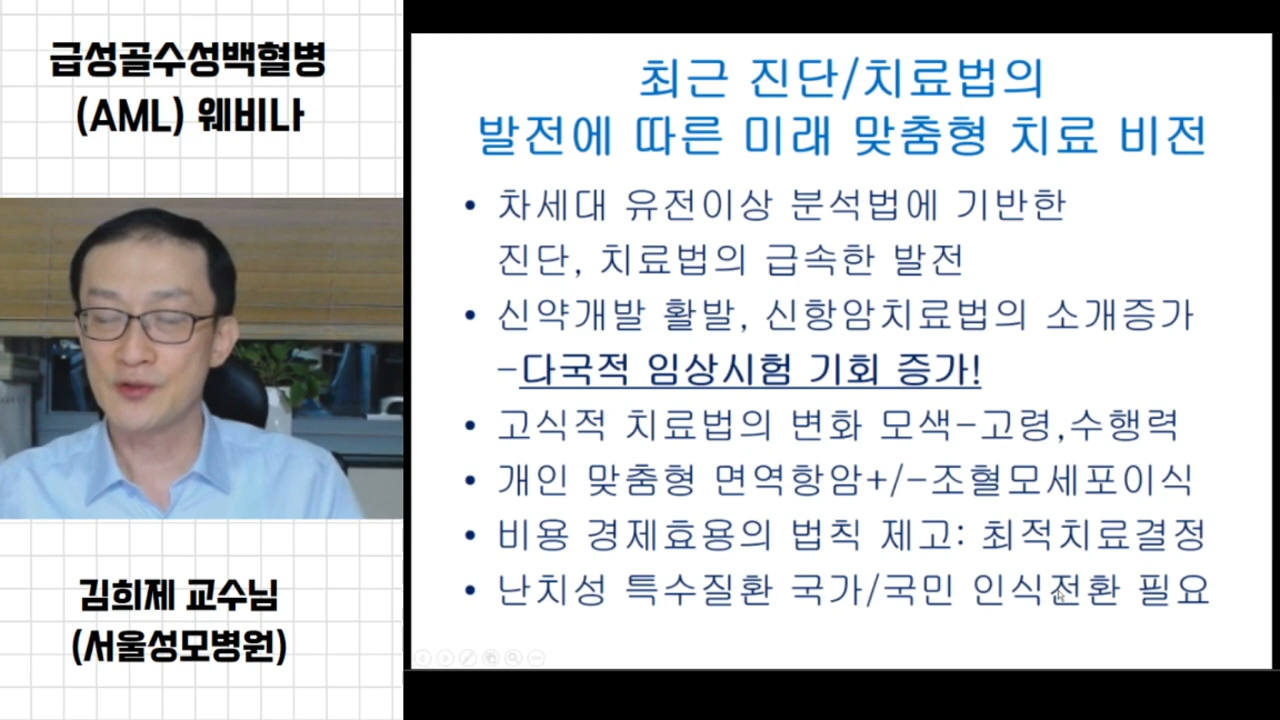 급성골수성백혈병
(AML) 웨비나
김희제 교수님
(서울성모병원)
최근 진단/치료법의
발전에 따른 미래 맞춤형 치료 비전
• 차세대 유전이상 분석법에 기반한
진단, 치료법의 급속한 발전
• 신약개발 활발, 신항암치료법의 소개증가
-다국적 임상시험 기회 증가!
• 고식적 치료법의 변화 모색-고령,수행력
• 개인 맞춤형 면역항암+/-조혈모세포이식
• 비용 경제효용의 법칙 제고: 최적치료결정
• 난치성 특수질환 국가/국민 인식전환 필요